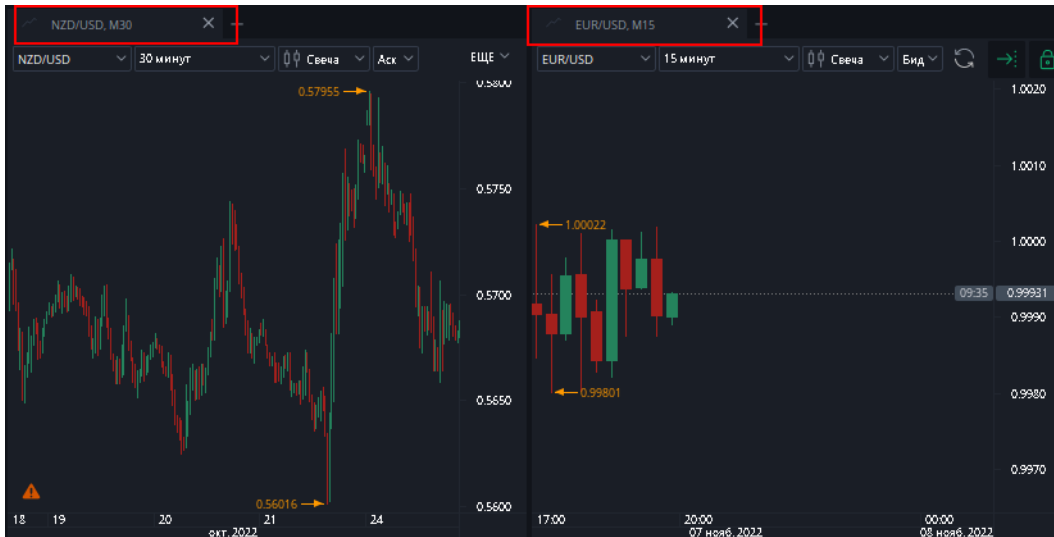 NZD/USD, M30
NZD/USD 30 минут Свеча Аск ЕЩЕ
0.5800
0.57955
0.5750
0.5700
0.5650
0.56016
0.5600
18 19 20 21 24
окт. 2022
EUR/USD, M15
EUR/USD 15 минут Свеча Бид
1.0020
1.0010
1.00022
1.0000
09:35 0.99931
0.9990
0.99801
0.9980
0.9970
17:00 20:00 00:00
07 нояб. 2022 08 нояб. 2022